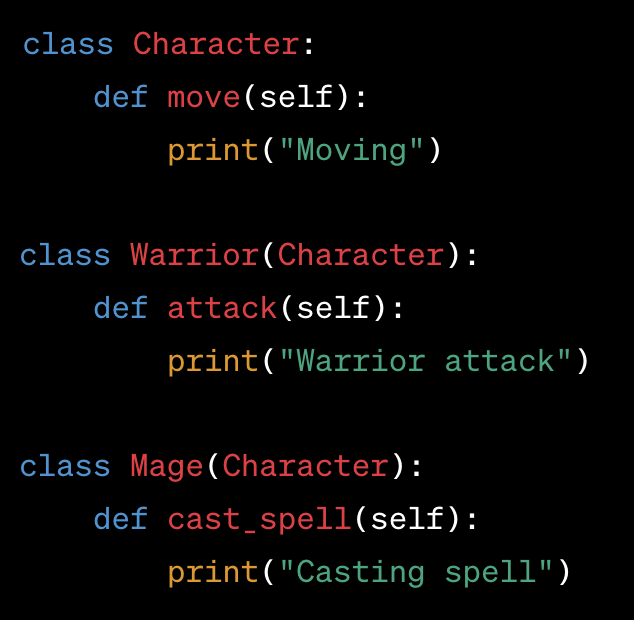 class Character:
    def move(self):
        print("Moving")

class Warrior(Character):
    def attack(self):
        print("Warrior attack")

class Mage(Character):
    def cast_spell(self):
        print("Casting spell")